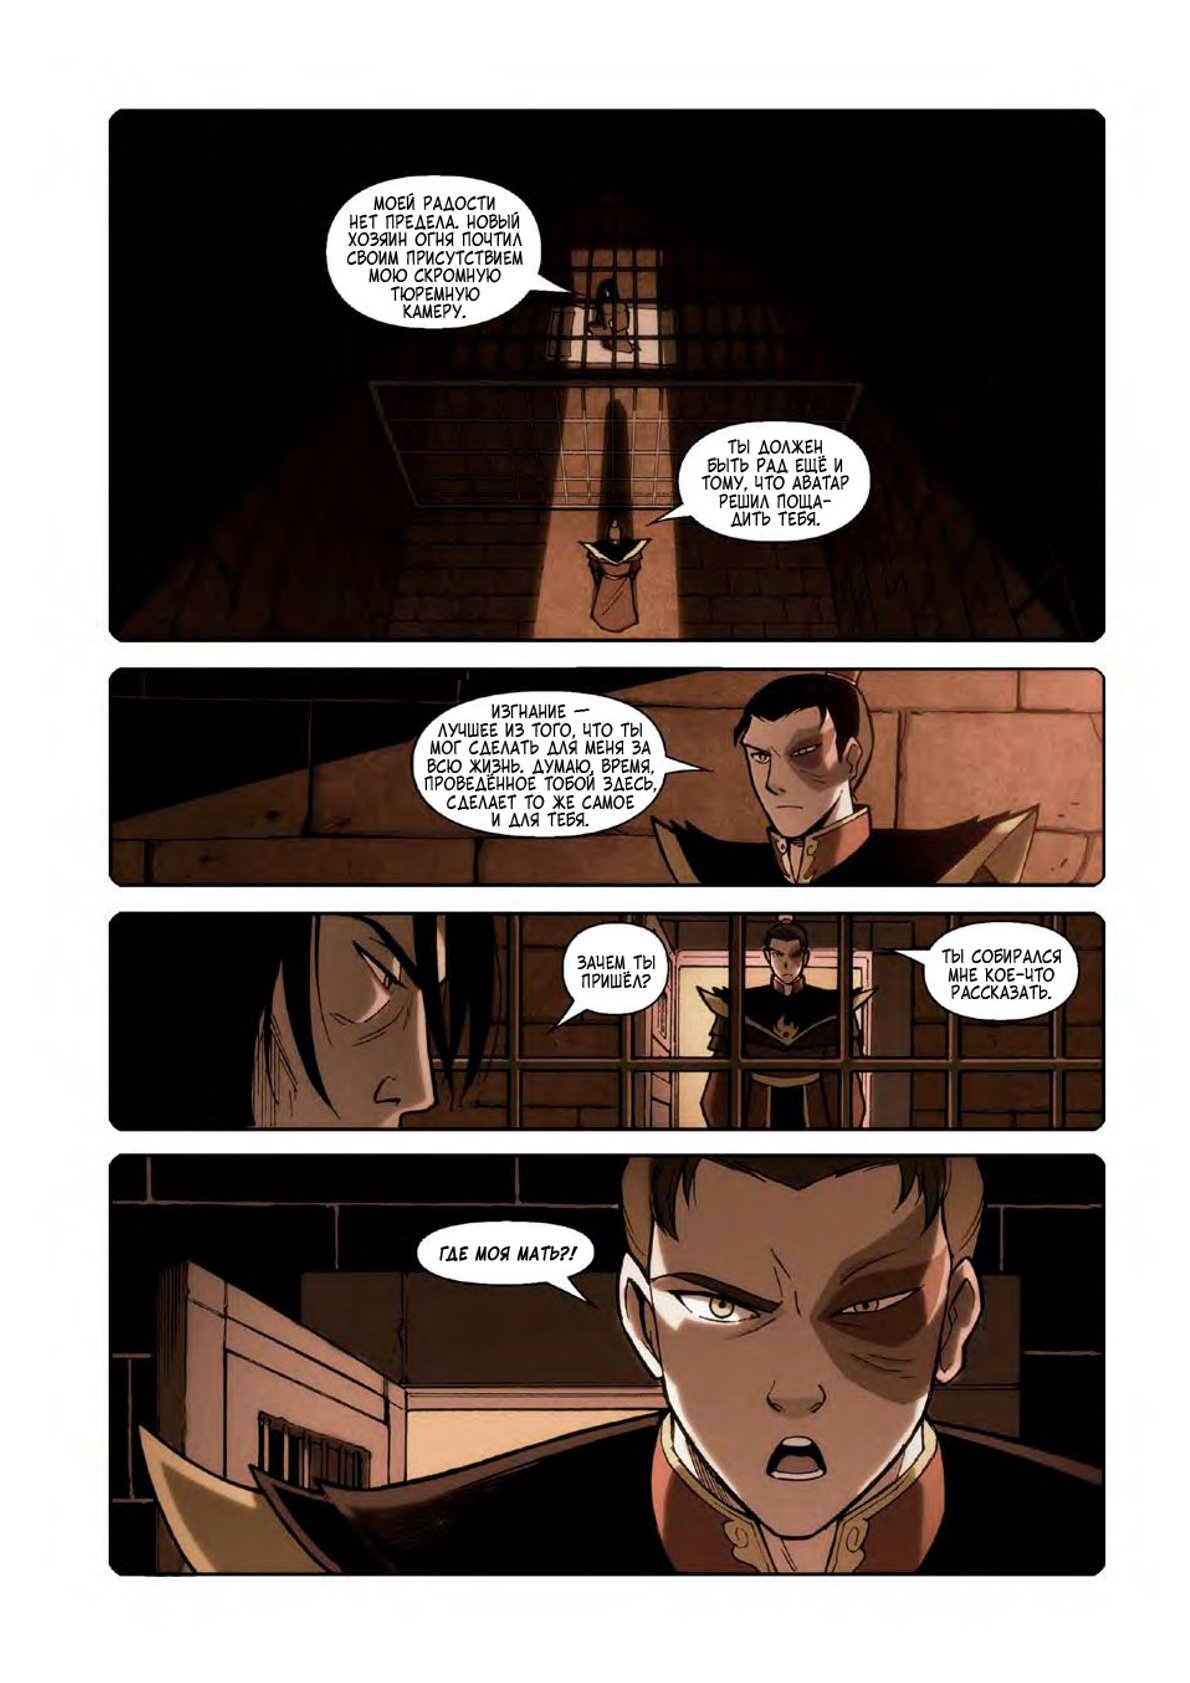 МОЕЙ РАДОСТИ
НЕТ ПРЕДЕЛА. НОВЫЙ
ХОЗЯИН ОГНЯ ПОЧТИЛ
СВОИМ ПРИСУТСТВИЕМ
МОЮ СКРОМНУЮ
ТЮРЕМНУЮ
КАМЕРУ.
ТЫ ДОЛЖЕН
БЫТЬ РАД ЕЩЁ И
ТОМУ, ЧТО АВАТАР
РЕШИЛ ПОЩА-
ДИТЬ ТЕБЯ.
ИЗГНАНИЕ —
ЛУЧШЕЕ ИЗ ТОГО, ЧТО ТЫ
МОГ СДЕЛАТЬ ДЛЯ МЕНЯ ЗА
ВСЮ ЖИЗНЬ. ДУМАЮ, ВРЕМЯ,
ПРОВЕДЁННОЕ ТОБОЙ ЗДЕСЬ,
СДЕЛАЕТ ТО ЖЕ САМОЕ
И ДЛЯ ТЕБЯ.
ЗАЧЕМ ТЫ
ПРИШЁЛ?
ТЫ СОБИРАЛСЯ
МНЕ КОЕ-ЧТО
РАССКАЗАТЬ.
ГДЕ МОЯ МАТЬ?!